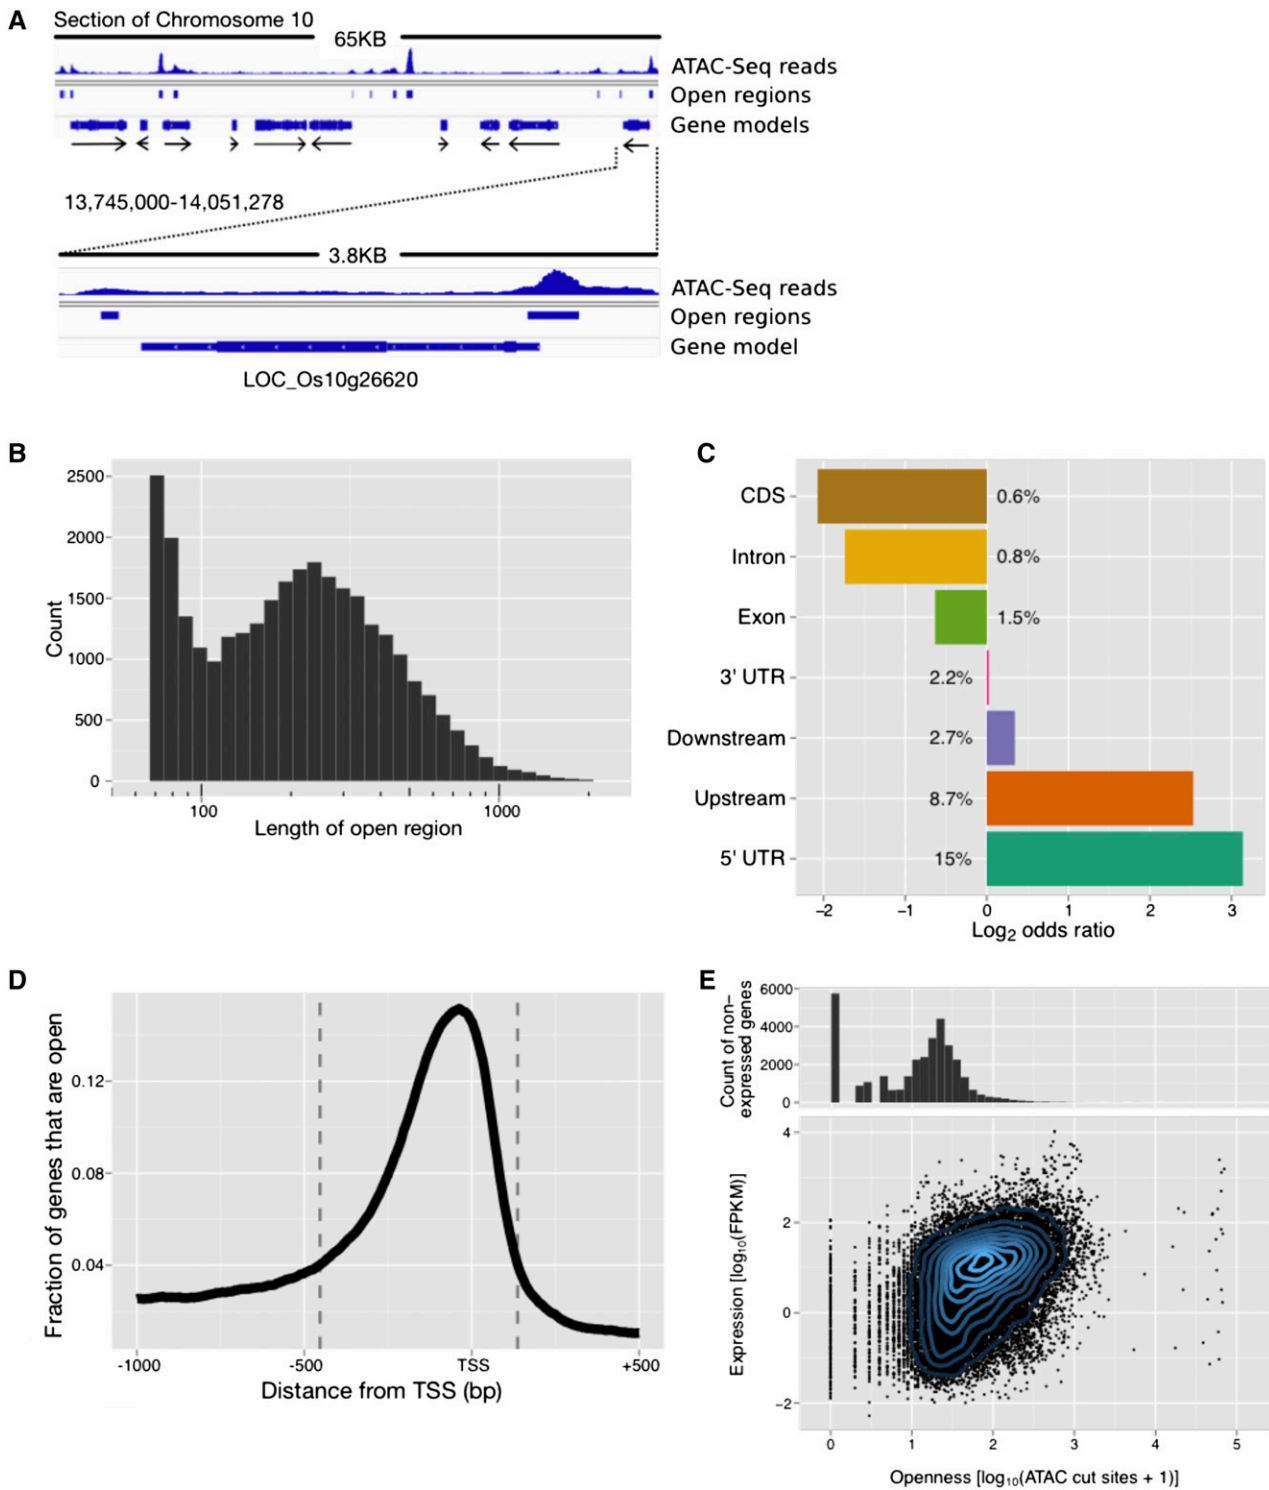 A
Section of Chromosome 10
65KB
ATAC-Seq reads
Open regions
Gene models
13,745,000-14,051,278
3.8KB
ATAC-Seq reads
Open regions
Gene model
LOC_Os10g26620
B
2500
2000
1500
1000
500
0
Count
100
1000
Length of open region
C
CDS
0.6%
Intron
0.8%
Exon
1.5%
3' UTR
2.2%
Downstream
2.7%
Upstream
8.7%
5' UTR
15%
−2
−1
0
1
2
3
Log2 odds ratio
D
Fraction of genes that are open
0.12
0.08
0.04
-1000
-500
TSS
+500
Distance from TSS (bp)
E
Count of non–
expressed genes
6000
4000
2000
0
Expression [log10(FPKM)]
4
2
0
−2
0
1
2
3
4
5
Openness [log10(ATAC cut sites + 1)]